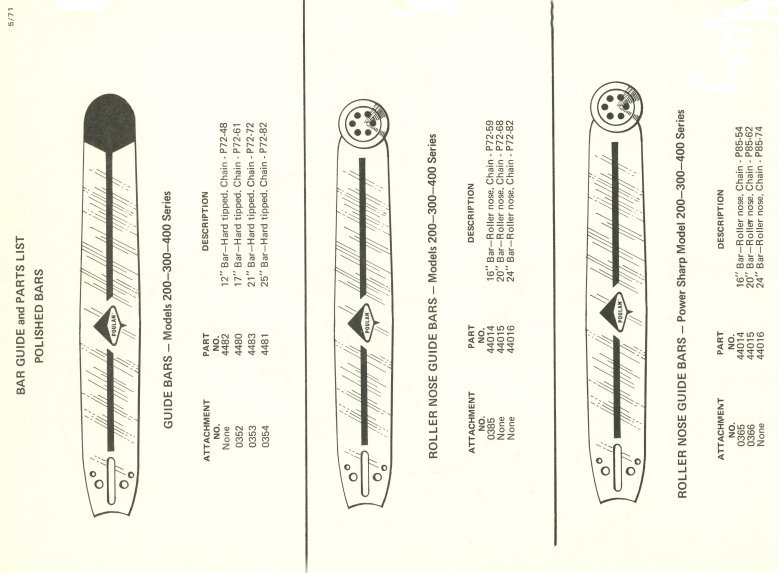 5/71
BAR GUIDE and PARTS LIST
POLISHED BARS
POULAN
GUIDE BARS — Models 200—300—400 Series
ATTACHMENT NO. PART NO. DESCRIPTION
None 4482 12″ Bar—Hard tipped. Chain - P72-48
0352 4480 17″ Bar—Hard tipped. Chain - P72-61
0353 4483 21″ Bar—Hard tipped. Chain - P72-72
0354 4481 25″ Bar—Hard tipped. Chain - P72-82
POULAN
ROLLER NOSE GUIDE BARS — Models 200—300—400 Series
ATTACHMENT NO. PART NO. DESCRIPTION
0385 44014 16″ Bar—Roller nose. Chain - P72-59
None 44015 20″ Bar—Roller nose. Chain - P72-68
None 44016 24″ Bar—Roller nose. Chain - P72-82
POULAN
ROLLER NOSE GUIDE BARS — Power Sharp Model 200—300—400 Series
ATTACHMENT NO. PART NO. DESCRIPTION
0365 44014 16″ Bar—Roller nose. Chain - P85-54
0366 44015 20″ Bar—Roller nose. Chain - P85-62
None 44016 24″ Bar—Roller nose. Chain - P85-74